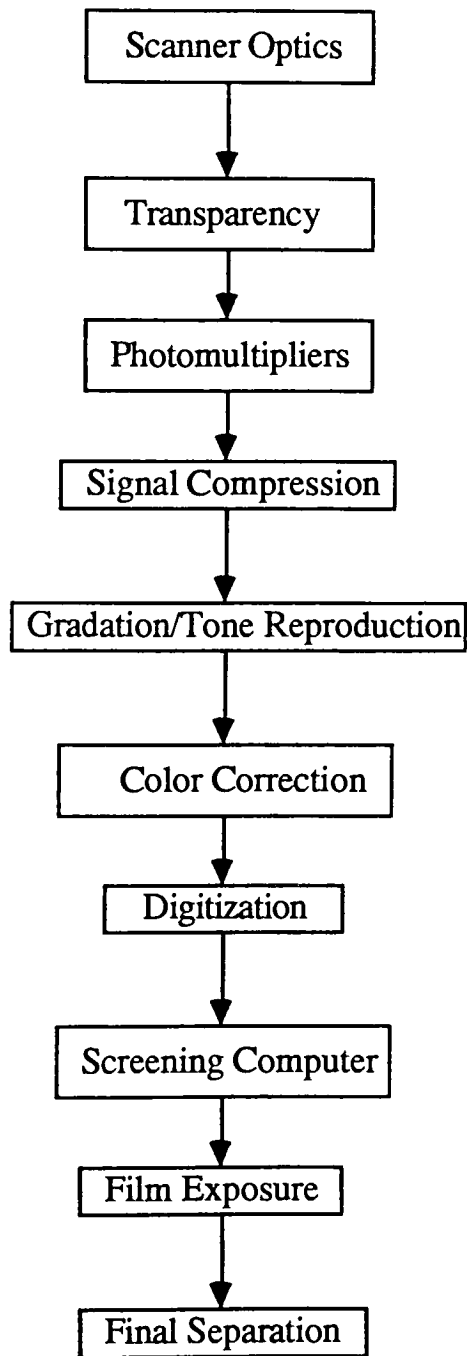 Scanner Optics
Transparency
Photomultipliers
Signal Compression
Gradation/Tone Reproduction
Color Correction
Digitization
Screening Computer
Film Exposure
Final Separation